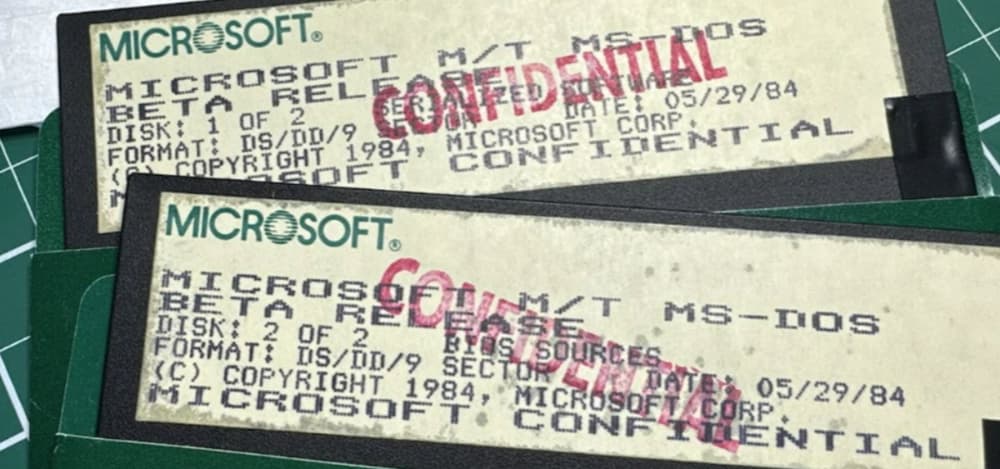 MICROSOFT®
MICROSOFT M/T MS-DOS
BETA RELEASE
CONFIDENTIAL
DISK: 1 OF 2 SERIALIZED SOFTWARE
FORMAT: DS/DD/9 SECTOR DATE: 05/29/84
(C) COPYRIGHT 1984, MICROSOFT CORP.
MICROSOFT CONFIDENTIAL
MICROSOFT®
MICROSOFT M/T MS-DOS
BETA RELEASE
CONFIDENTIAL
DISK: 2 OF 2 BIOS SOURCES
FORMAT: DS/DD/9 SECTOR DATE: 05/29/84
(C) COPYRIGHT 1984, MICROSOFT CORP.
MICROSOFT CONFIDENTIAL